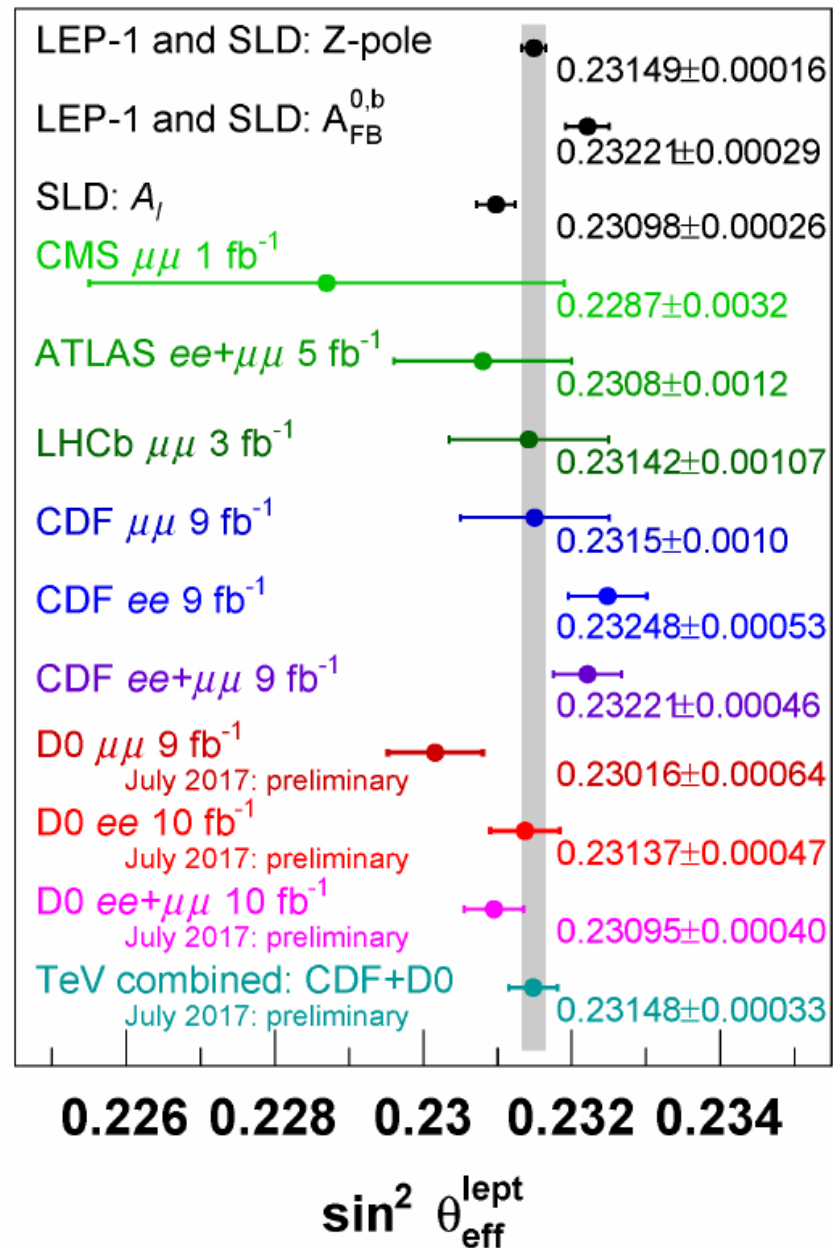 LEP-1 and SLD: Z-pole
0.23149±0.00016
LEP-1 and SLD: A_FB^0,b
0.23221±0.00029
SLD: A_l
0.23098±0.00026
CMS μμ 1 fb⁻¹
0.2287±0.0032
ATLAS ee+μμ 5 fb⁻¹
0.2308±0.0012
LHCb μμ 3 fb⁻¹
0.23142±0.00107
CDF μμ 9 fb⁻¹
0.2315±0.0010
CDF ee 9 fb⁻¹
0.23248±0.00053
CDF ee+μμ 9 fb⁻¹
0.23221±0.00046
D0 μμ 9 fb⁻¹
July 2017: preliminary
0.23016±0.00064
D0 ee 10 fb⁻¹
July 2017: preliminary
0.23137±0.00047
D0 ee+μμ 10 fb⁻¹
July 2017: preliminary
0.23095±0.00040
TeV combined: CDF+D0
July 2017: preliminary
0.23148±0.00033
0.226 0.228 0.23 0.232 0.234
sin² θ_eff^lept